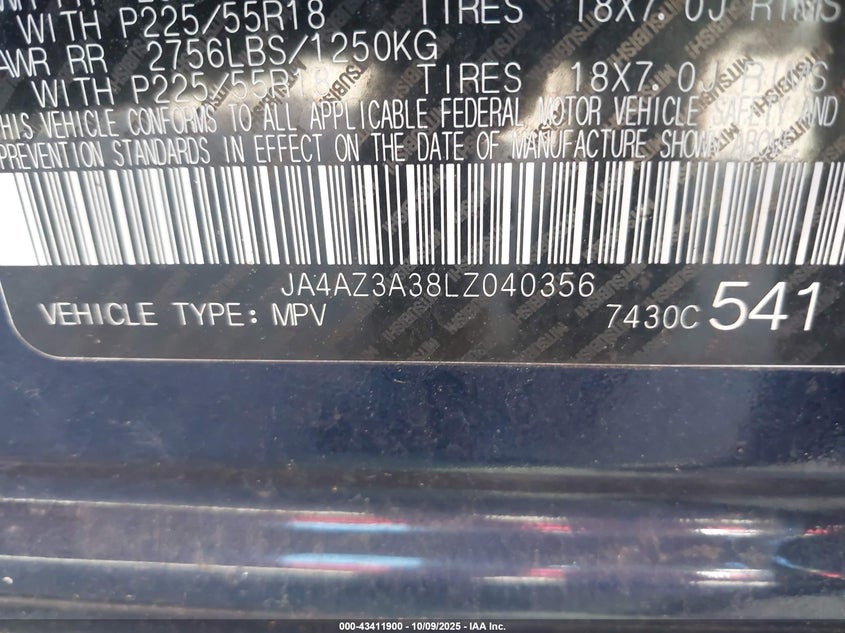 WITH P225/55R18 TIRES 18X7.0J RIMS
AWR RR 2756LBS/1250KG
WITH P225/55R18 TIRES 18X7.0J RIMS
THIS VEHICLE CONFORMS TO ALL APPLICABLE FEDERAL MOTOR VEHICLE SAFETY AND
PREVENTION STANDARDS IN EFFECT ON THE DATE OF MANUFACTURE SHOWN ABOVE
JA4AZ3A38LZ040356
VEHICLE TYPE: MPV 7430C 541
000-43411900 - 10/09/2025 - IAA Inc.